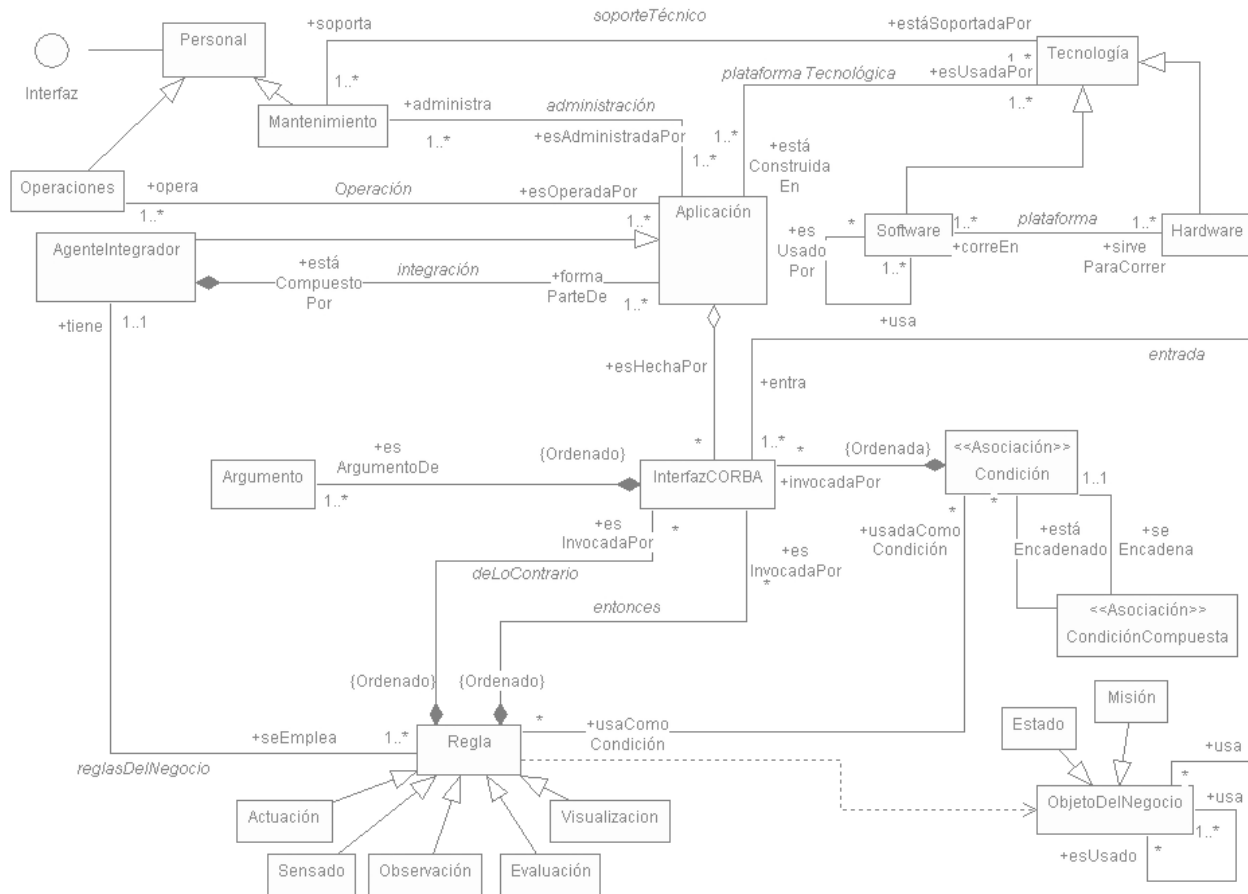 soporteTécnico
+soporta
+estáSoportadaPor
Personal
Tecnología
1..*
plataforma Tecnológica
+esUsadaPor
Interfaz
1..*
+administra
administración
1..*
Mantenimiento
1..*
+esAdministradaPor
1..*
+está
Construida
En
1..*
Operaciones
+opera
Operación
+esOperadaPor
1..*
1..*
Aplicación
AgenteIntegrador
*
Software
1..*
plataforma
1..*
Hardware
+es
Usado
Por
+correEn
+sirve
ParaCorrer
1..*
+está
Compuesto
Por
integración
+forma
ParteDe
1..*
+usa
+tiene
1..1
entrada
+esHechaPor
+entra
*
1..*
+es
ArgumentoDe
{Ordenado}
*
{Ordenada}
<<Asociación>>
Condición
Argumento
InterfazCORBA
1..*
+invocadaPor
1..1
+es
InvocadaPor
*
+es
InvocadaPor
*
+usadaComo
Condición
*
*
+está
Encadenado
+se
Encadena
deLoContrario
entonces
<<Asociación>>
CondiciónCompuesta
{Ordenado}
{Ordenado}
Misión
Estado
+seEmplea
1..*
Regla
*
+usaComo
Condición
+usa
reglasDelNegocio
*
+usa
ObjetoDelNegocio
Actuación
Visualizacion
1..*
+esUsado
*
Sensado
Observación
Evaluación